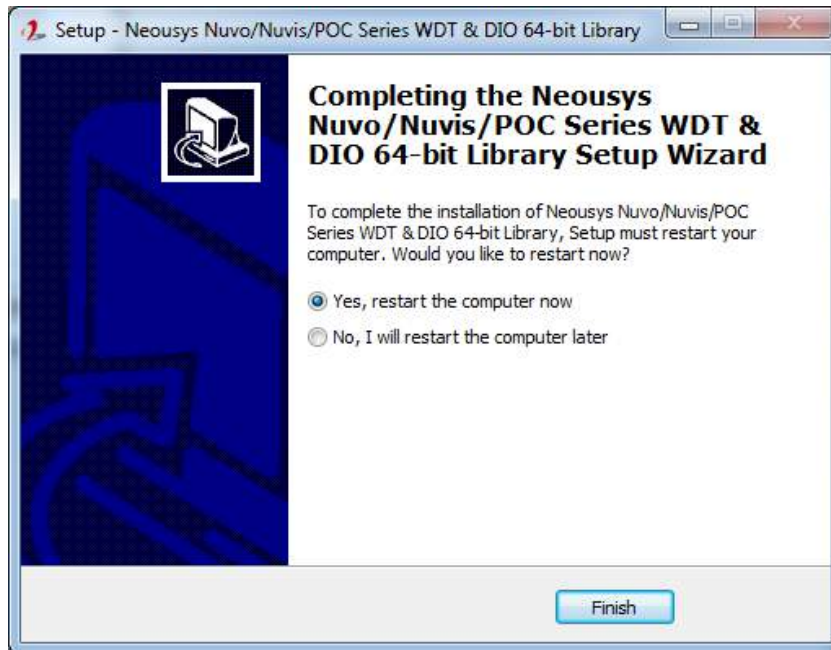 Setup - Neousys Nuvo/Nuvis/POC Series WDT & DIO 64-bit Library
Completing the Neousys
Nuvo/Nuvis/POC Series WDT &
DIO 64-bit Library Setup Wizard
To complete the installation of Neousys Nuvo/Nuvis/POC
Series WDT & DIO 64-bit Library, Setup must restart your
computer. Would you like to restart now?
Yes, restart the computer now
No, I will restart the computer later
Finish